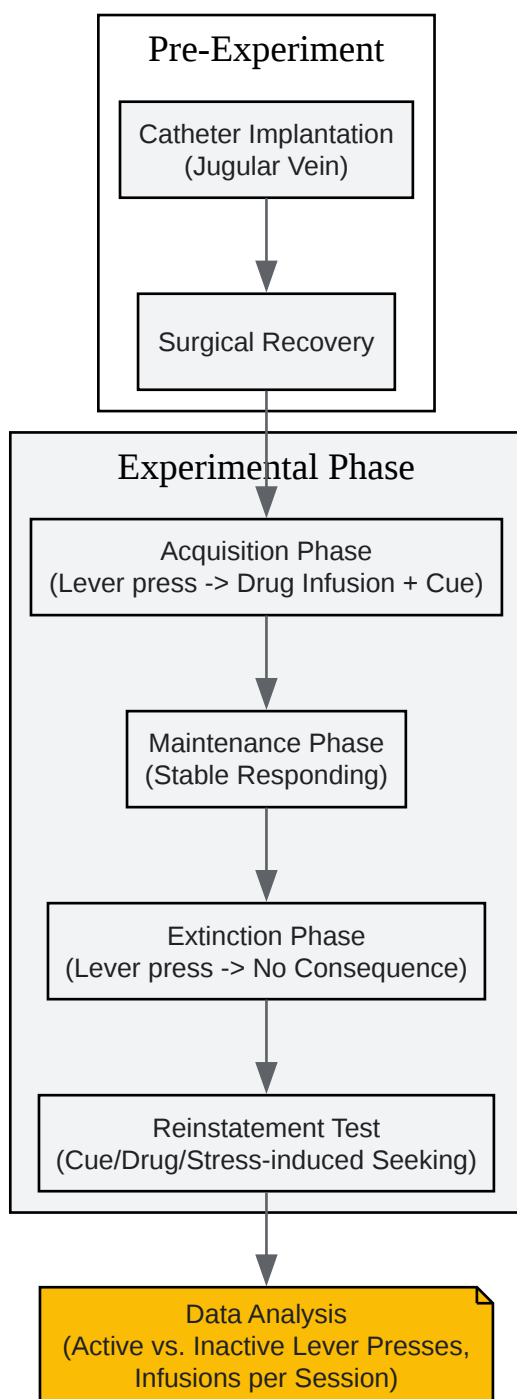 Pre-Experiment
Catheter Implantation
(Jugular Vein)
Surgical Recovery
Experimental Phase
Acquisition Phase
(Lever press -> Drug Infusion + Cue)
Maintenance Phase
(Stable Responding)
Extinction Phase
(Lever press -> No Consequence)
Reinstatement Test
(Cue/Drug/Stress-induced Seeking)
Data Analysis
(Active vs. Inactive Lever Presses,
Infusions per Session)